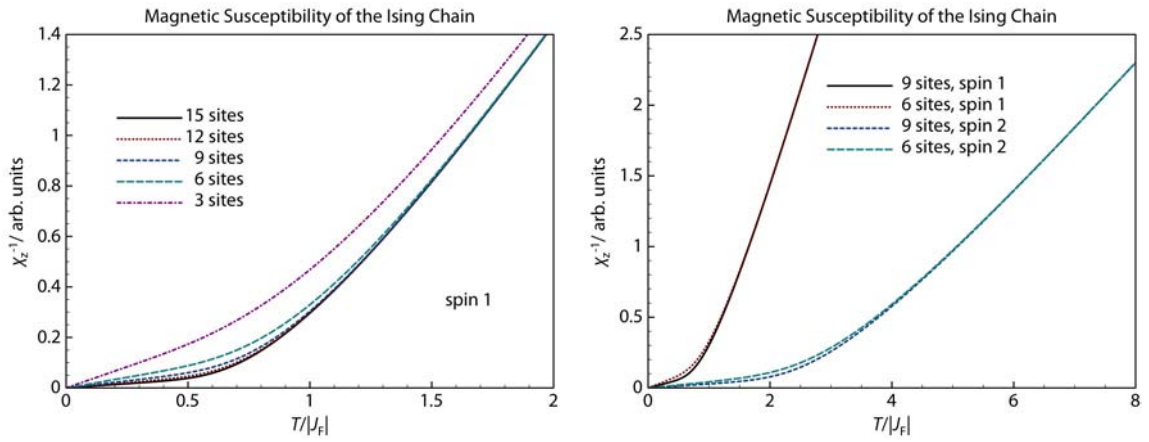 Magnetic Susceptibility of the Ising Chain
1.4
1.2
1
0.8
0.6
0.4
0.2
0
χz⁻¹/ arb. units
15 sites
12 sites
9 sites
6 sites
3 sites
spin 1
0 0.5 1 1.5 2
T/|JF|
Magnetic Susceptibility of the Ising Chain
2.5
2
1.5
1
0.5
0
χz⁻¹/ arb. units
9 sites, spin 1
6 sites, spin 1
9 sites, spin 2
6 sites, spin 2
0 2 4 6 8
T/|JF|